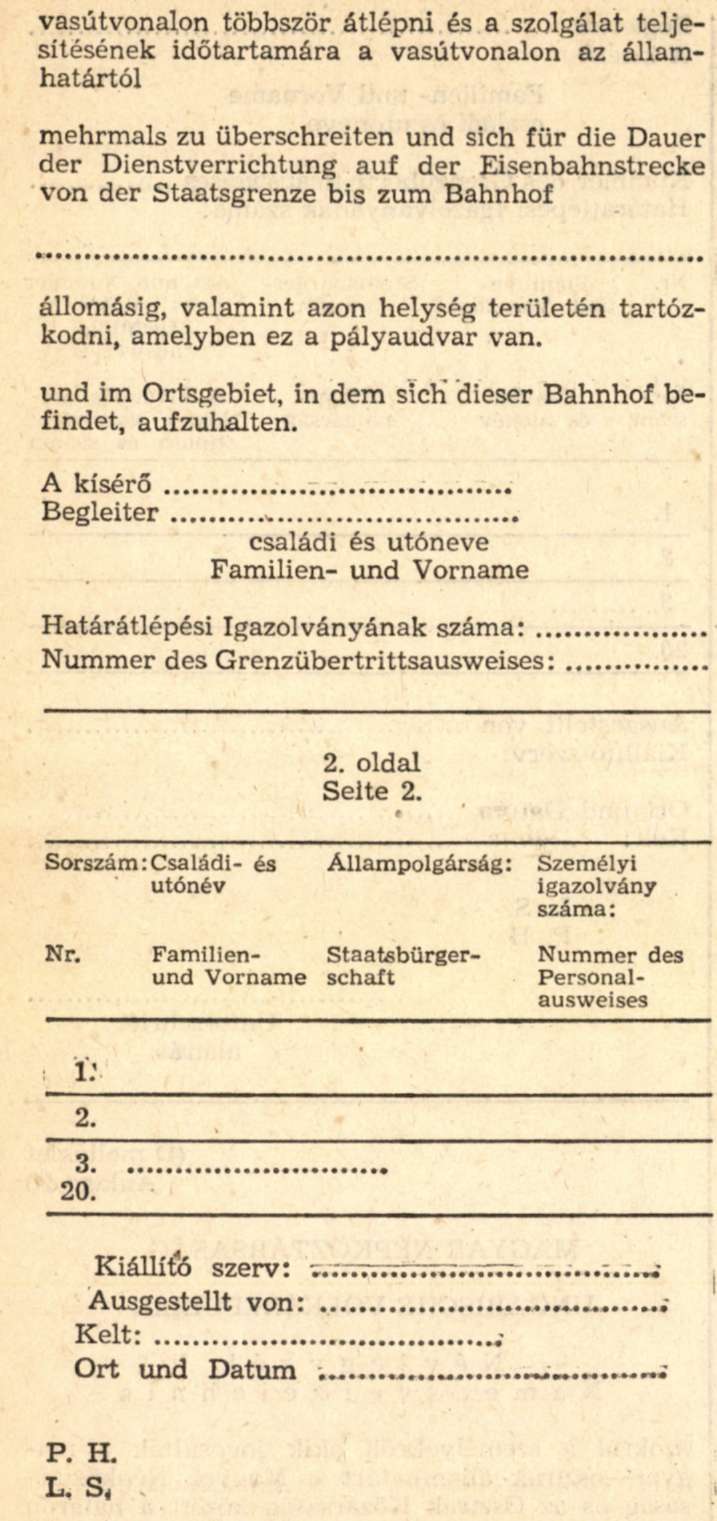 vasútvonalon többször átlépni és a szolgálat telje-
sítésének időtartamára a vasútvonalon az állam-
határtól
mehrmals zu überschreiten und sich für die Dauer
der Dienstverrichtung auf der Eisenbahnstrecke
von der Staatsgrenze bis zum Bahnhof
....................................................................
állomásig, valamint azon helység területén tartóz-
kodni, amelyben ez a pályaudvar van.
und im Ortsgebiet, in dem sich dieser Bahnhof be-
findet, aufzuhalten.
A kísérő ....................................
Begleiter ....................................
családi és utóneve
Familien- und Vorname
Határátlépési Igazolványának száma: ..................
Nummer des Grenzübertrittsausweises: ...............
2. oldal
Seite 2.
Sorszám: Családi- és Állampolgárság: Személyi
utónév igazolvány
száma:
Nr. Familien- Staatsbürger- Nummer des
und Vorname schaft Personal-
ausweises
1.
2.
3. ...........................
20.
Kiállító szerv: ....................................
Ausgestellt von: ....................................
Kelt: ....................................
Ort und Datum ....................................
P. H.
L. S.